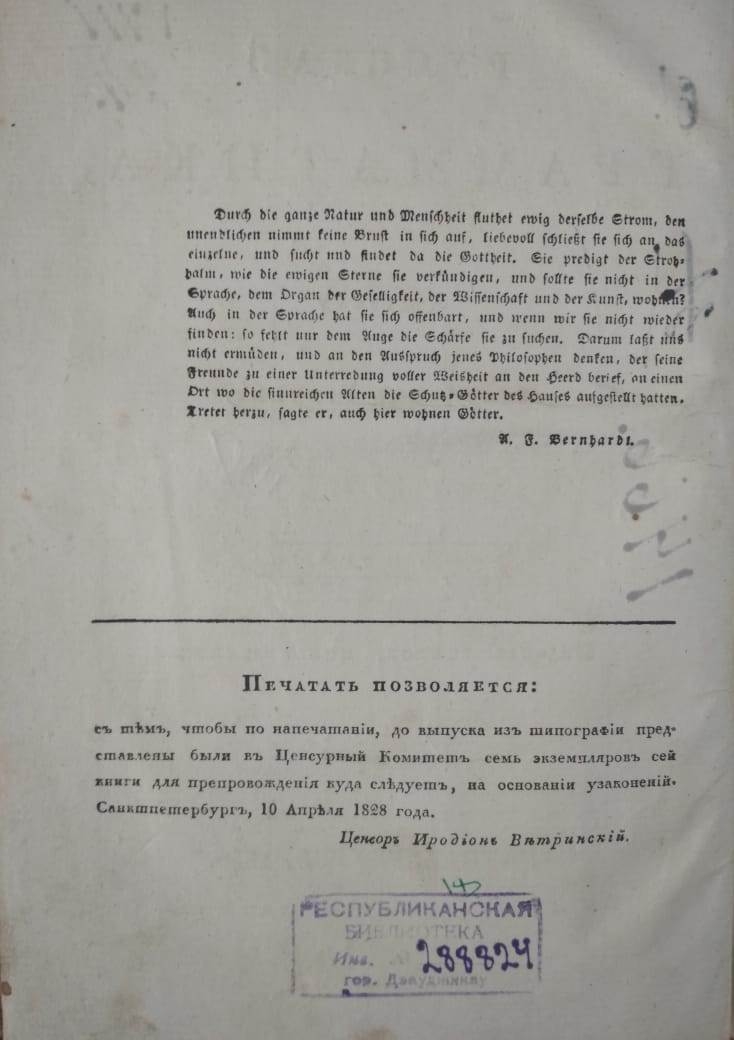 Durch die ganze Natur und Menschheit fluthet ewig derselbe Strom, den
unendlichen nimmt keine Brust in sich auf, liebevoll schließt sie sich an das
einzelne, und sucht und findet da die Gottheit. Sie predigt der Stroh-
halm, wie die ewigen Sterne sie verkündigen, und sollte sie nicht in der
Sprache, dem Organ der Geselligkeit, der Wissenschaft und der Kunst, wohnen?
Auch in der Sprache hat sie sich offenbart, und wenn wir sie nicht wieder
finden: so fehlt nur dem Auge die Schärfe sie zu suchen. Darum laßt uns
nicht ermüden, und an den Ausspruch jenes Philosophen denken, der seine
Freunde zu einer Unterredung voller Weisheit an den Heerd berief, an einen
Ort wo die sinnreichen Alten die Schutz-Götter des Hauses aufgestellt hatten.
Tretet herzu, sagte er, auch hier wohnen Götter.
A. F. Bernhardi.
Печатать позволяется:
съ тѣмъ, чтобы по напечатаніи, до выпуска изъ типографіи пред-
ставлены были въ Ценсурный Комитетъ семь экземпляровъ сей
книги для препровожденія куда слѣдуетъ, на основаніи узаконеній.
Санктпетербургъ, 10 Апрѣля 1828 года.
Ценсоръ Иродіонъ Вѣтринскій.
РЕСПУБЛИКАНСКАЯ
БИБЛИОТЕКА
Инв. № 288824
гор. Дзауджикау